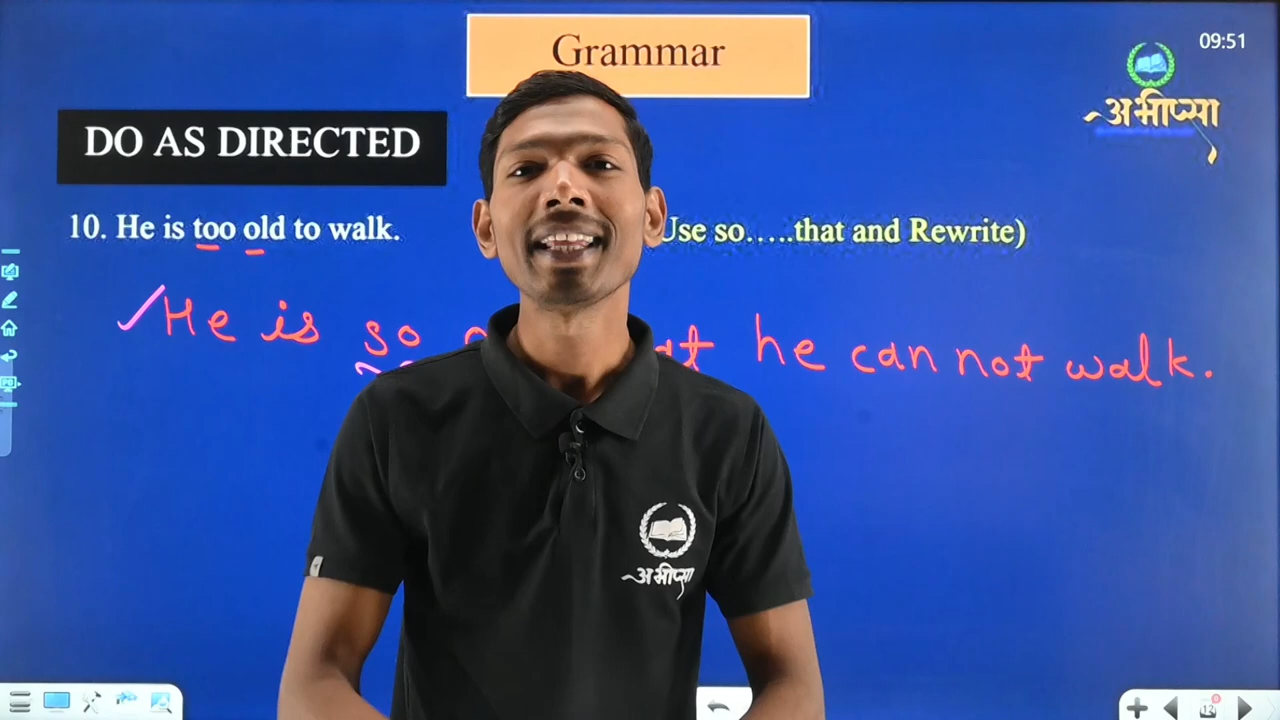 Grammar
09:51
अभीप्सा
DO AS DIRECTED
10. He is too old to walk.
Use so.....that and Rewrite)
He is so he can not walk.
अभीप्सा